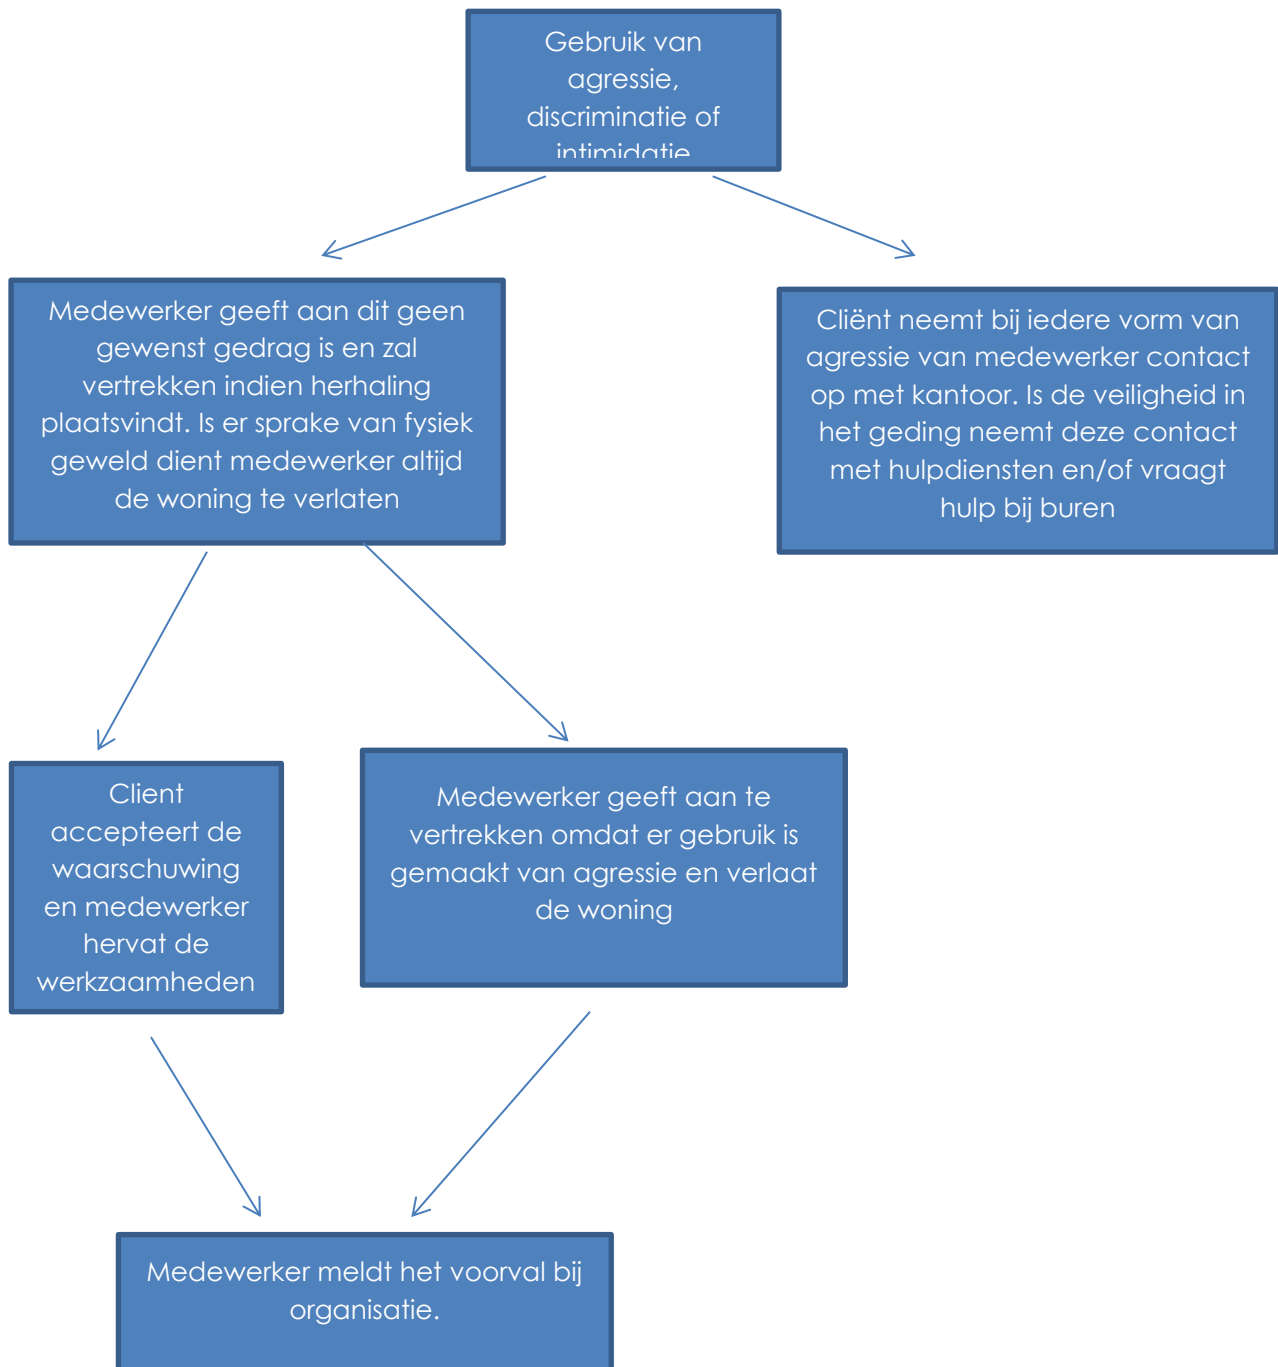 Gebruik van
agressie,
discriminatie of
intimidatie
Medewerker geeft aan dit geen
gewenst gedrag is en zal
vertrekken indien herhaling
plaatsvindt. Is er sprake van fysiek
geweld dient medewerker altijd
de woning te verlaten
Cliënt neemt bij iedere vorm van
agressie van medewerker contact
op met kantoor. Is de veiligheid in
het geding neemt deze contact
met hulpdiensten en/of vraagt
hulp bij buren
Client
accepteert de
waarschuwing
en medewerker
hervat de
werkzaamheden
Medewerker geeft aan te
vertrekken omdat er gebruik is
gemaakt van agressie en verlaat
de woning
Medewerker meldt het voorval bij
organisatie.